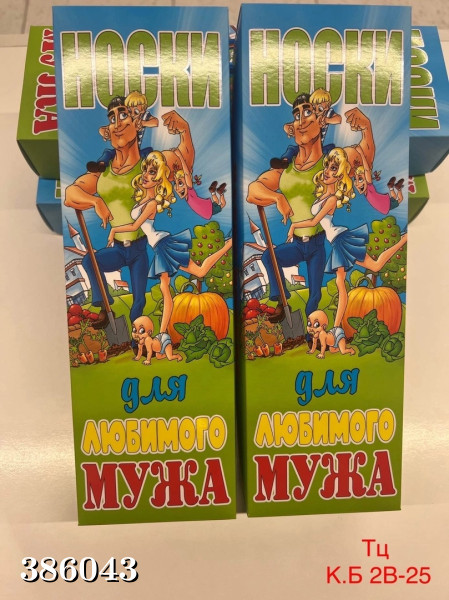 НОСКИ
для
ЛЮБИМОГО
МУЖА
НОСКИ
для
ЛЮБИМОГО
МУЖА
386043
Тц
К.Б 2В-25